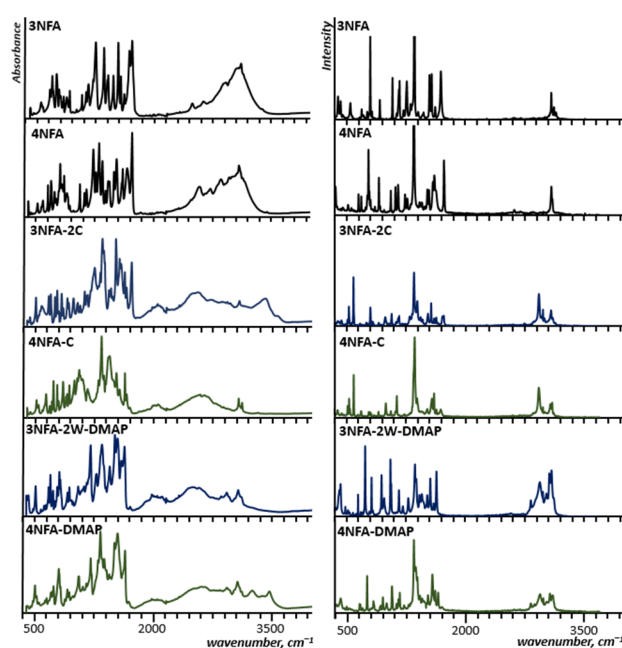 3NFA
Absorbance
4NFA
3NFA-2C
4NFA-C
3NFA-2W-DMAP
4NFA-DMAP
500 2000 3500
wavenumber, cm⁻¹
3NFA
Intensity
4NFA
3NFA-2C
4NFA-C
3NFA-2W-DMAP
4NFA-DMAP
500 2000 3500
wavenumber, cm⁻¹